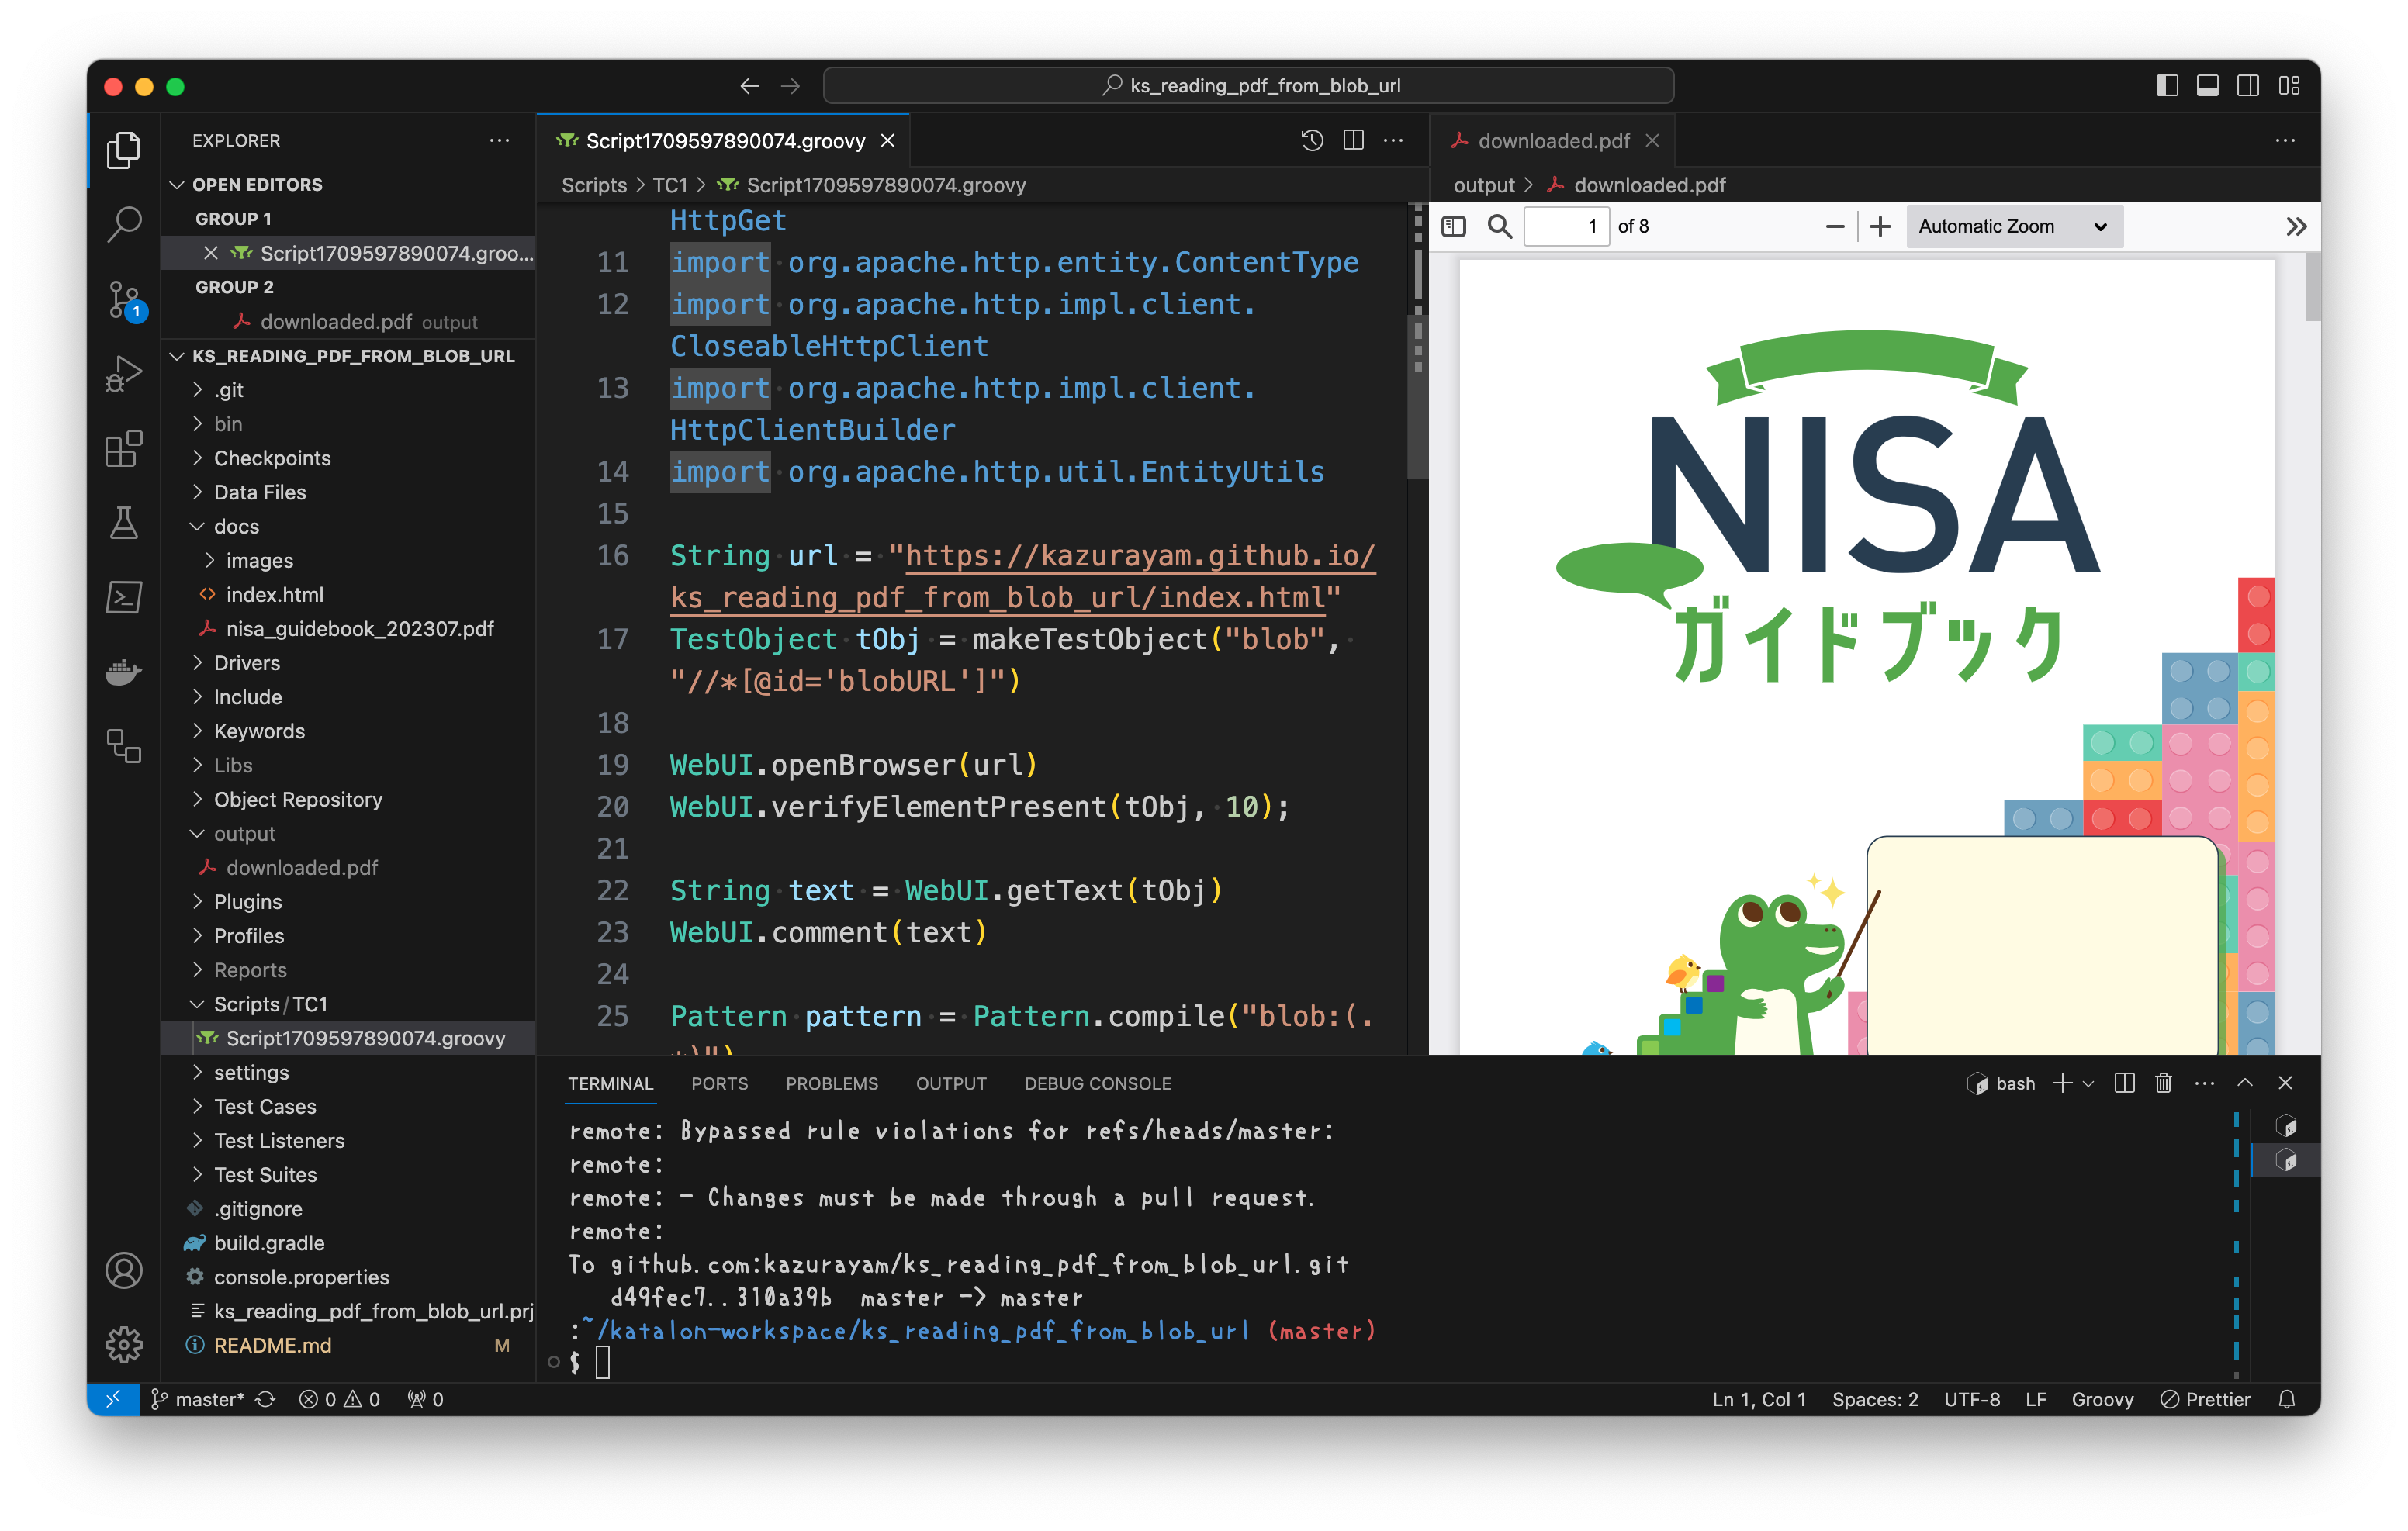 ks_reading_pdf_from_blob_url
EXPLORER
OPEN EDITORS
GROUP 1
Script1709597890074.groo...
GROUP 2
downloaded.pdf output
KS_READING_PDF_FROM_BLOB_URL
.git
bin
Checkpoints
Data Files
docs
images
index.html
nisa_guidebook_202307.pdf
Drivers
Include
Keywords
Libs
Object Repository
output
downloaded.pdf
Plugins
Profiles
Reports
Scripts / TC1
Script1709597890074.groovy
settings
Test Cases
Test Listeners
Test Suites
.gitignore
build.gradle
console.properties
ks_reading_pdf_from_blob_url.prj
README.md M
1
Script1709597890074.groovy
Scripts > TC1 > Script1709597890074.groovy
HttpGet
11 import org.apache.http.entity.ContentType
12 import org.apache.http.impl.client.
CloseableHttpClient
13 import org.apache.http.impl.client.
HttpClientBuilder
14 import org.apache.http.util.EntityUtils
15
16 String url = "https://kazurayam.github.io/
ks_reading_pdf_from_blob_url/index.html"
17 TestObject tObj = makeTestObject("blob",
"//*[@id='blobURL']")
18
19 WebUI.openBrowser(url)
20 WebUI.verifyElementPresent(tObj, 10);
21
22 String text = WebUI.getText(tObj)
23 WebUI.comment(text)
24
25 Pattern pattern = Pattern.compile("blob:(.
*)")
downloaded.pdf
output > downloaded.pdf
1 of 8
Automatic Zoom
NISA
ガイドブック
TERMINAL PORTS PROBLEMS OUTPUT DEBUG CONSOLE
bash
remote: Bypassed rule violations for refs/heads/master:
remote:
remote: - Changes must be made through a pull request.
remote:
To github.com:kazurayam/ks_reading_pdf_from_blob_url.git
d49fec7..310a39b master -> master
:~/katalon-workspace/ks_reading_pdf_from_blob_url (master)
$
master* 0 0 0
Ln 1, Col 1 Spaces: 2 UTF-8 LF Groovy Prettier